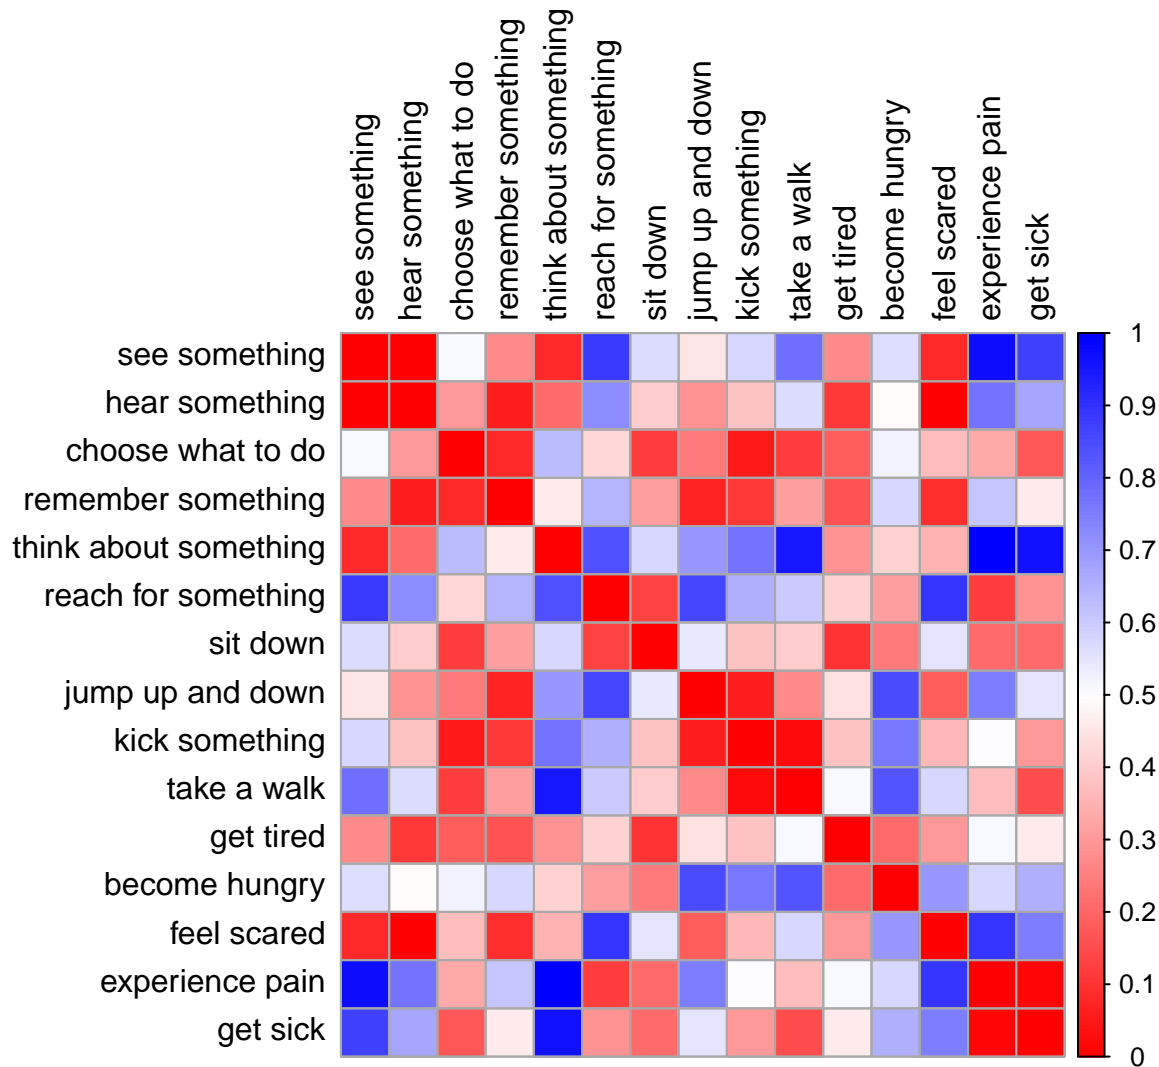 see something
hear something
choose what to do
remember something
think about something
reach for something
sit down
jump up and down
kick something
take a walk
get tired
become hungry
feel scared
experience pain
get sick
see something
hear something
choose what to do
remember something
think about something
reach for something
sit down
jump up and down
kick something
take a walk
get tired
become hungry
feel scared
experience pain
get sick
1
0.9
0.8
0.7
0.6
0.5
0.4
0.3
0.2
0.1
0